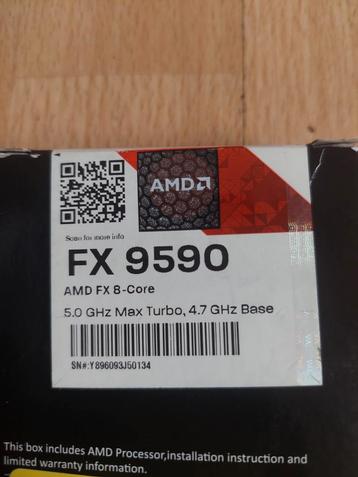 AMD
Scan for more info
FX 9590
AMD FX 8-Core
5.0 GHz Max Turbo, 4.7 GHz Base
SN#:Y896093J50134
This box includes AMD Processor,installation instruction and
limited warranty information.